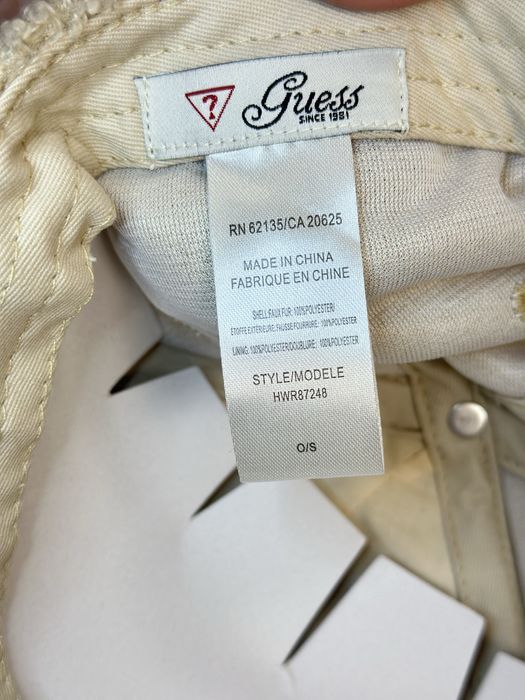 ?
Guess
SINCE 1981
RN 62135/CA 20625
MADE IN CHINA
FABRIQUE EN CHINE
SHELL:FAUX FUR: 100%POLYESTER/
ÉTOFFE EXTÉRIEURE: FAUSSE FOURRURE: 100%POLYESTER
LINING: 100%POLYESTER/DOUBLURE: 100%POLYESTER
STYLE/MODELE
HWR87248
O/S